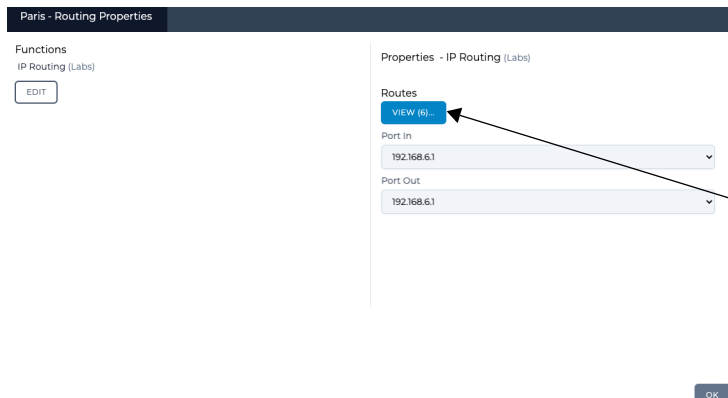 Paris - Routing Properties
Functions
IP Routing (Labs)
EDIT
Properties - IP Routing (Labs)
Routes
VIEW (6)...
Port In
192.168.6.1
Port Out
192.168.6.1
OK